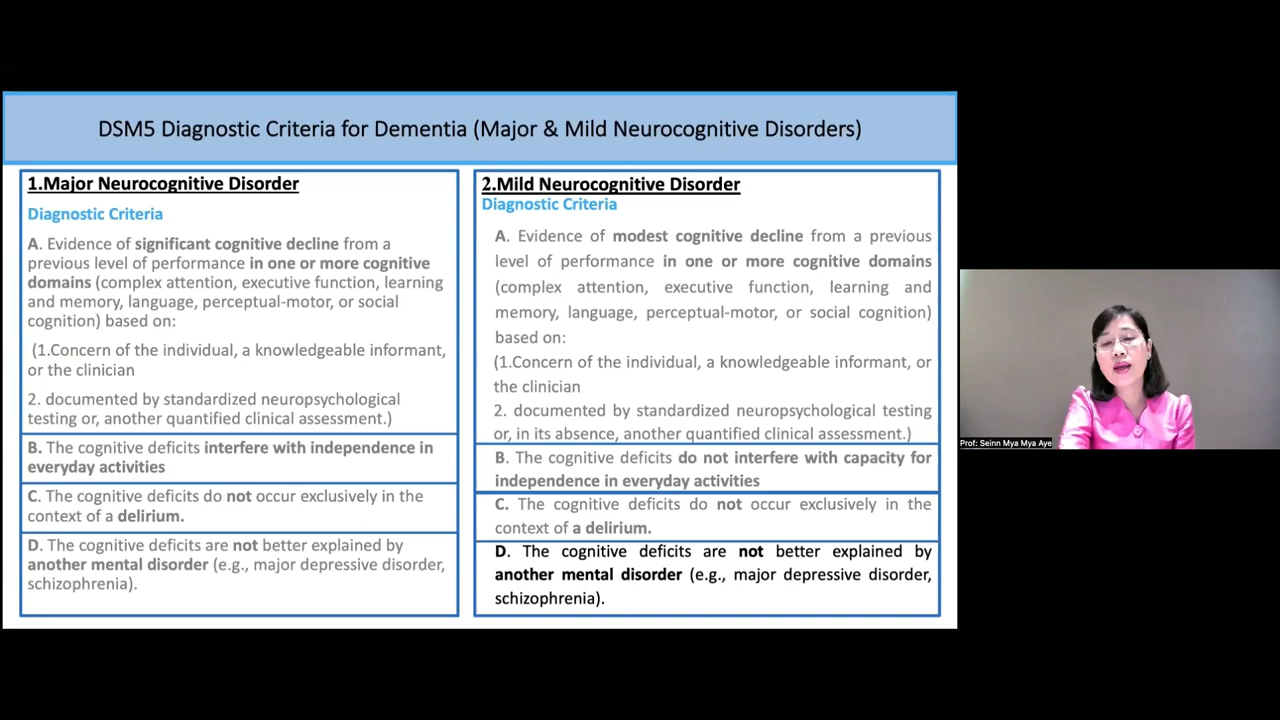 DSM5 Diagnostic Criteria for Dementia (Major & Mild Neurocognitive Disorders)
1.Major Neurocognitive Disorder
Diagnostic Criteria
A. Evidence of significant cognitive decline from a
previous level of performance in one or more cognitive
domains (complex attention, executive function, learning
and memory, language, perceptual-motor, or social
cognition) based on:
(1.Concern of the individual, a knowledgeable informant,
or the clinician
2. documented by standardized neuropsychological
testing or, another quantified clinical assessment.)
B. The cognitive deficits interfere with independence in
everyday activities
C. The cognitive deficits do not occur exclusively in the
context of a delirium.
D. The cognitive deficits are not better explained by
another mental disorder (e.g., major depressive disorder,
schizophrenia).
2.Mild Neurocognitive Disorder
Diagnostic Criteria
A. Evidence of modest cognitive decline from a previous
level of performance in one or more cognitive domains
(complex attention, executive function, learning and
memory, language, perceptual-motor, or social cognition)
based on:
(1.Concern of the individual, a knowledgeable informant, or
the clinician
2. documented by standardized neuropsychological testing
or, in its absence, another quantified clinical assessment.)
B. The cognitive deficits do not interfere with capacity for
independence in everyday activities
C. The cognitive deficits do not occur exclusively in the
context of a delirium.
D. The cognitive deficits are not better explained by
another mental disorder (e.g., major depressive disorder,
schizophrenia).
Prof: Seinn Mya Mya Aye